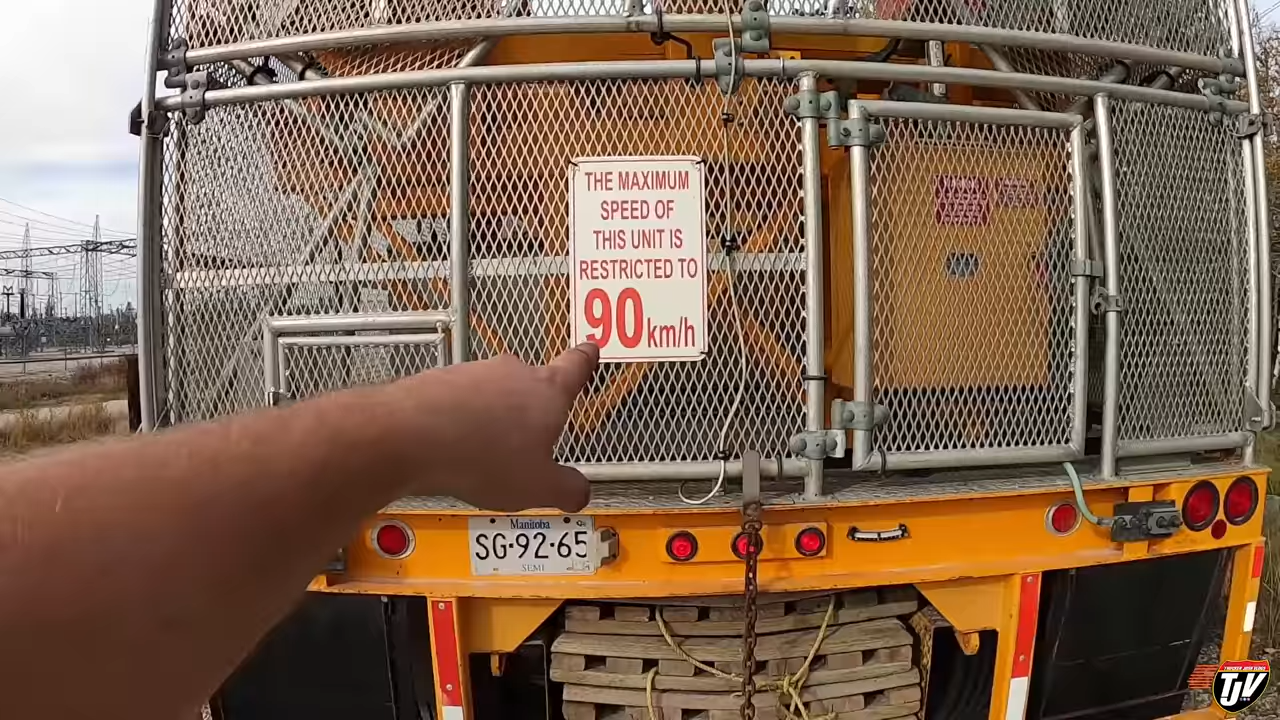 THE MAXIMUM
SPEED OF
THIS UNIT IS
RESTRICTED TO
90 km/h
Manitoba
SG·92·65
SEMI
TJV